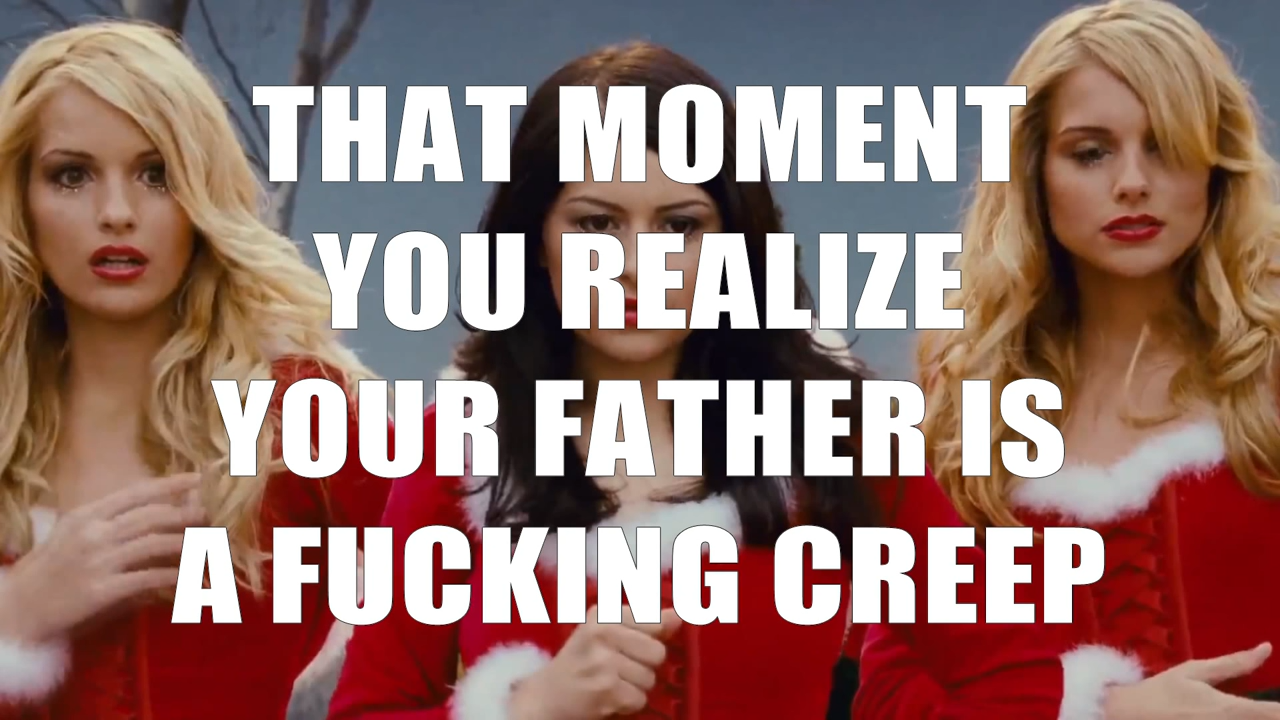 THAT MOMENT
YOU REALIZE
YOUR FATHER IS
A FUCKING CREEP